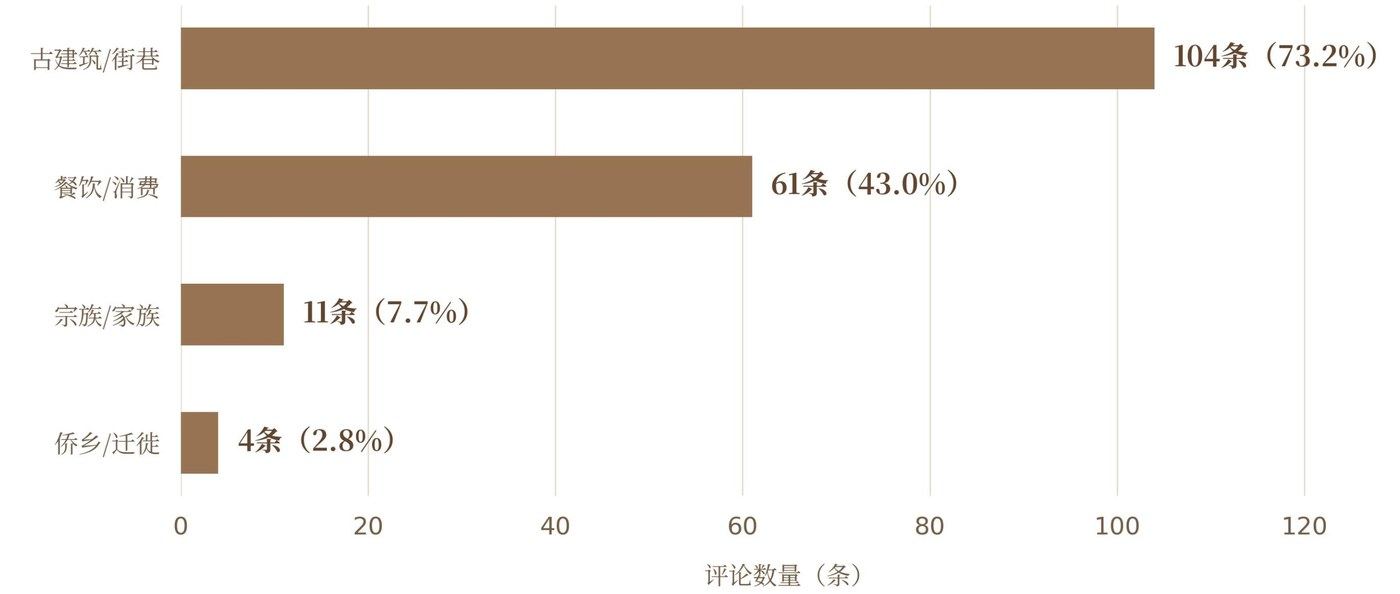 古建筑/街巷 104条（73.2%）
餐饮/消费 61条（43.0%）
宗族/家族 11条（7.7%）
侨乡/迁徙 4条（2.8%）
0 20 40 60 80 100 120
评论数量（条）